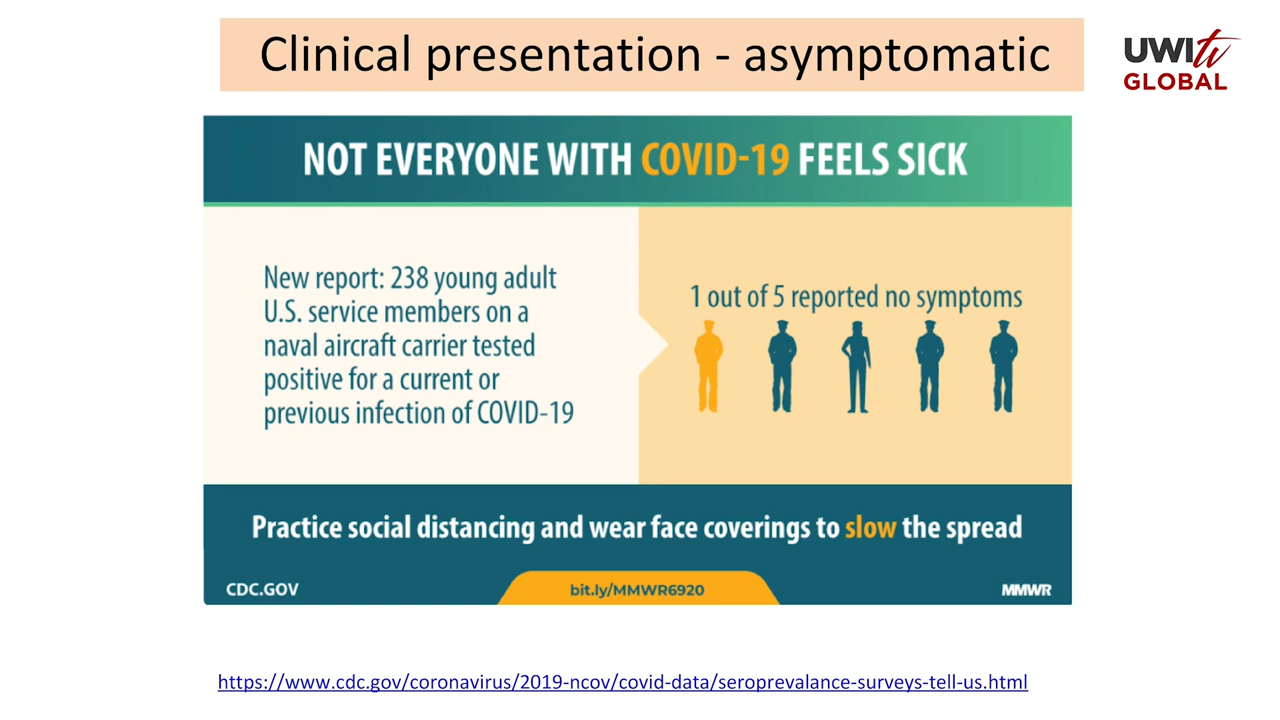 Clinical presentation - asymptomatic
UWItv
GLOBAL
NOT EVERYONE WITH COVID-19 FEELS SICK
New report: 238 young adult
U.S. service members on a
naval aircraft carrier tested
positive for a current or
previous infection of COVID-19
1 out of 5 reported no symptoms
Practice social distancing and wear face coverings to slow the spread
CDC.GOV
bit.ly/MMWR6920
MMWR
https://www.cdc.gov/coronavirus/2019-ncov/covid-data/seroprevalance-surveys-tell-us.html